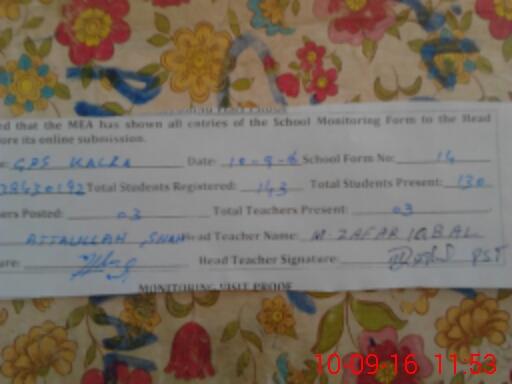 ed that the MEA has shown all entries of the School Monitoring Form to the Head
ore its online submission.
e: GPS KALRA Date: 10-9-6 School Form No: 14
38430192 Total Students Registered: 143 Total Students Present: 130
ers Posted: 03 Total Teachers Present: 03
ATTAULLAH SHAH Head Teacher Name: M. ZAFAR IQBAL
ure: Head Teacher Signature: PST
MONITORING VISIT PROOF
10-09-16 11:53